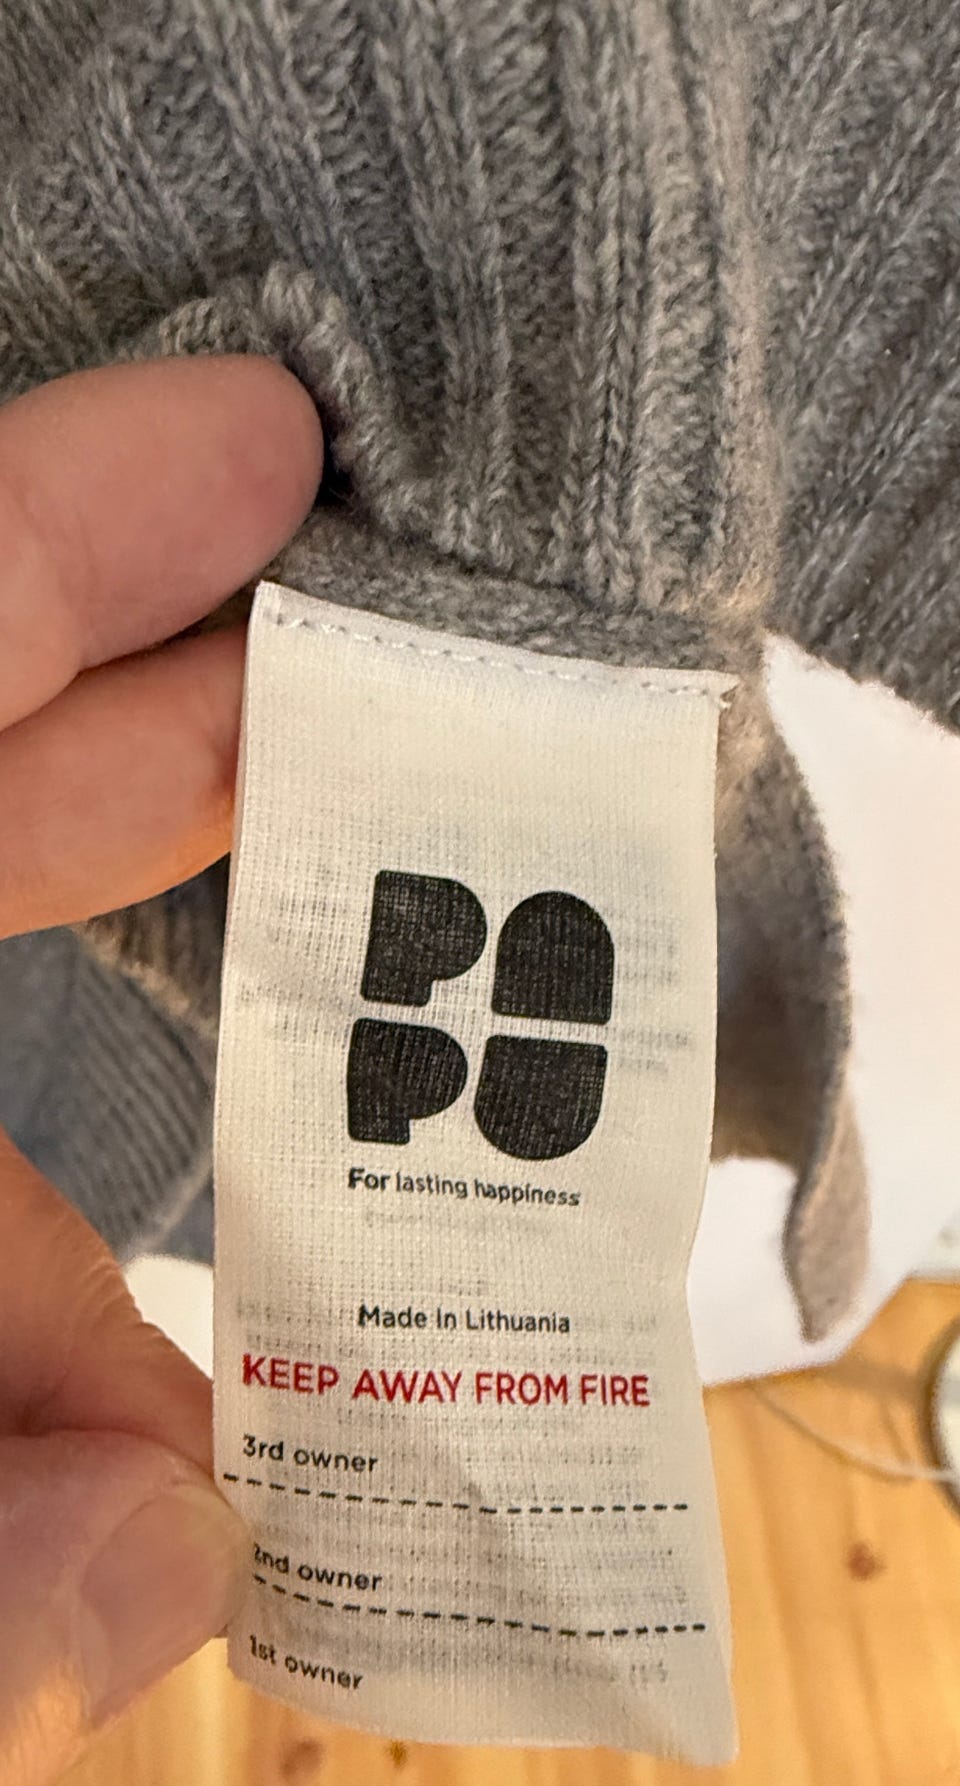 PA
PU
For lasting happiness
Made In Lithuania
KEEP AWAY FROM FIRE
3rd owner
2nd owner
1st owner